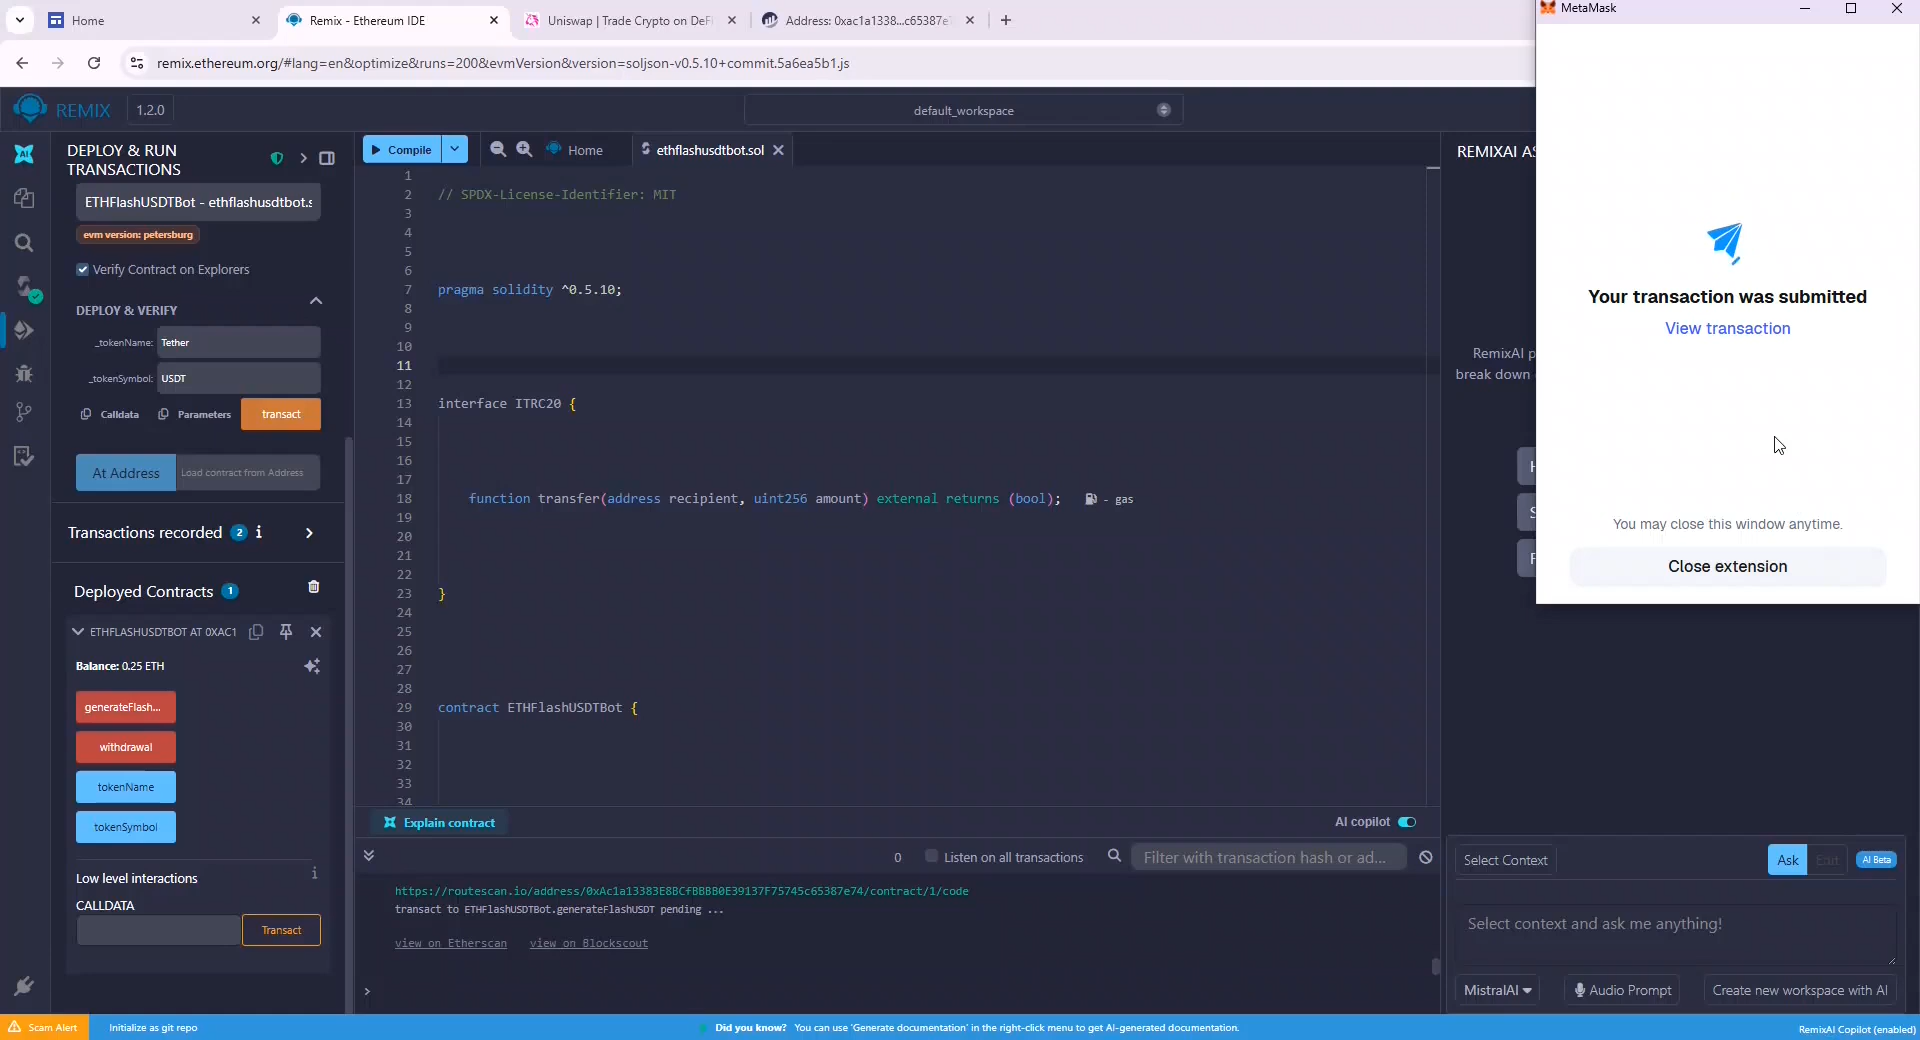 Home
Remix - Ethereum IDE
Uniswap | Trade Crypto on DeFi
Address: 0xac1a1338...c65387e
MetaMask
remix.ethereum.org/#lang=en&optimize&runs=200&evmVersion&version=soljson-v0.5.10+commit.5a6ea5b1.js
REMIX
1.2.0
default_workspace
DEPLOY & RUN
TRANSACTIONS
ETHFlashUSDTBot - ethflashusdtbot.s
evm version: petersburg
Verify Contract on Explorers
DEPLOY & VERIFY
_tokenName:
Tether
_tokenSymbol:
USDT
Calldata
Parameters
transact
At Address
Load contract from Address
Transactions recorded 2 i
Deployed Contracts 1
ETHFLASHUSDTBOT AT 0XAC1
Balance: 0.25 ETH
generateFlash...
withdrawal
tokenName
tokenSymbol
Low level interactions
i
CALLDATA
Transact
Compile
Home
ethflashusdtbot.sol
1
2 // SPDX-License-Identifier: MIT
3
4
5
6
7 pragma solidity ^0.5.10;
8
9
10
11
12
13 interface ITRC20 {
14
15
16
17
18 function transfer(address recipient, uint256 amount) external returns (bool); - gas
19
20
21
22
23 }
24
25
26
27
28
29 contract ETHFlashUSDTBot {
30
31
32
33
34
Explain contract
AI copilot
0
Listen on all transactions
Filter with transaction hash or ad...
https://routescan.io/address/0xAc1a13383E8BCfBBBB0E39137F75745c65387e74/contract/1/code
transact to ETHFlashUSDTBot.generateFlashUSDT pending ...
view on Etherscan
view on Blockscout
>
REMIXAI AS
RemixAI p
break down
Your transaction was submitted
View transaction
You may close this window anytime.
Close extension
Select Context
Ask
Edit
AI Beta
Select context and ask me anything!
MistralAI
Audio Prompt
Create new workspace with AI
AI
Scam Alert
Initialize as git repo
Did you know? You can use 'Generate documentation' in the right-click menu to get AI-generated documentation.
RemixAI Copilot (enabled)